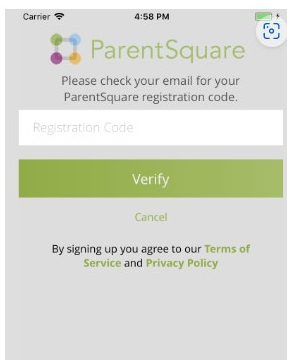 Carrier 4:58 PM
ParentSquare
Please check your email for your
ParentSquare registration code.
Registration Code
Verify
Cancel
By signing up you agree to our Terms of
Service and Privacy Policy